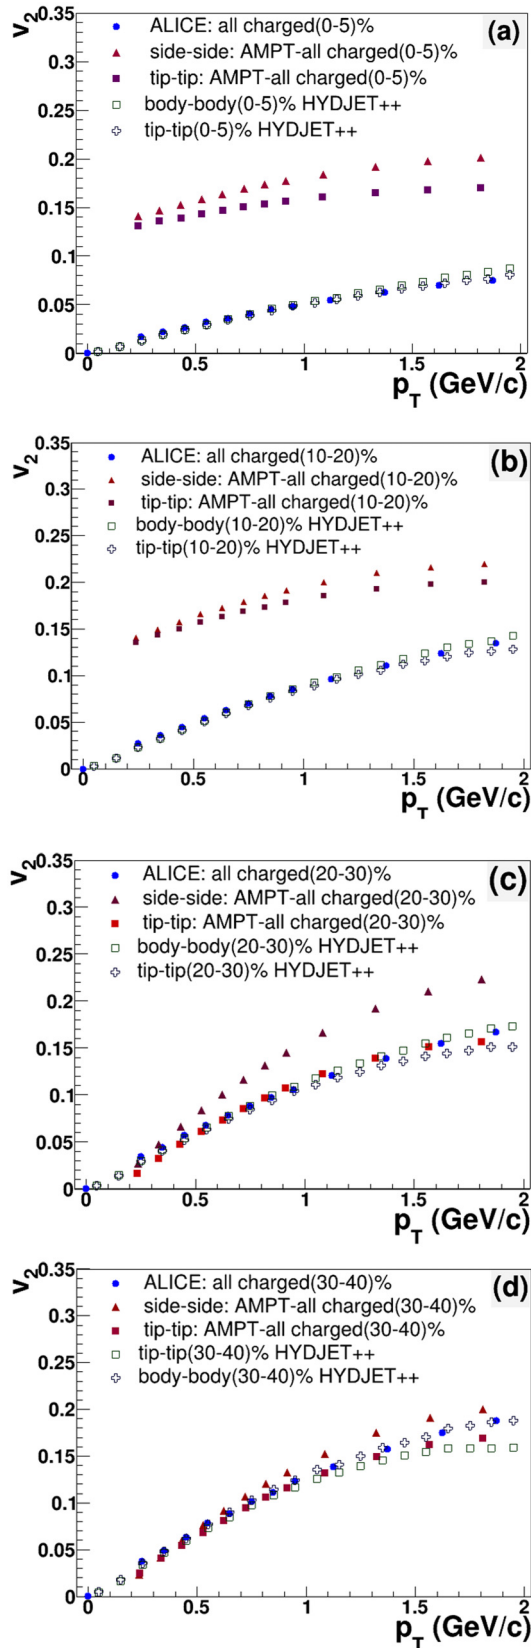 v2
0.35
0.3
0.25
0.2
0.15
0.1
0.05
0
ALICE: all charged(0-5)%
side-side: AMPT-all charged(0-5)%
tip-tip: AMPT-all charged(0-5)%
body-body(0-5)% HYDJET++
tip-tip(0-5)% HYDJET++
(a)
0 0.5 1 1.5 2
pT (GeV/c)
v2
0.35
0.3
0.25
0.2
0.15
0.1
0.05
0
ALICE: all charged(10-20)%
side-side: AMPT-all charged(10-20)%
tip-tip: AMPT-all charged(10-20)%
body-body(10-20)% HYDJET++
tip-tip(10-20)% HYDJET++
(b)
0 0.5 1 1.5 2
pT (GeV/c)
v2
0.35
0.3
0.25
0.2
0.15
0.1
0.05
0
ALICE: all charged(20-30)%
side-side: AMPT-all charged(20-30)%
tip-tip: AMPT-all charged(20-30)%
body-body(20-30)% HYDJET++
tip-tip(20-30)% HYDJET++
(c)
0 0.5 1 1.5 2
pT (GeV/c)
v2
0.35
0.3
0.25
0.2
0.15
0.1
0.05
0
ALICE: all charged(30-40)%
side-side: AMPT-all charged(30-40)%
tip-tip: AMPT-all charged(30-40)%
tip-tip(30-40)% HYDJET++
body-body(30-40)% HYDJET++
(d)
0 0.5 1 1.5 2
pT (GeV/c)